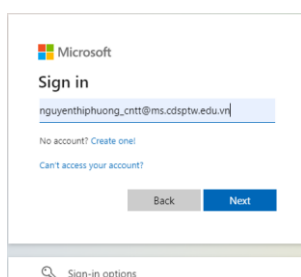 Microsoft
Sign in
nguyenthiphuong_cntt@ms.cdsptw.edu.vn
No account? Create one!
Can't access your account?
Back Next
Sign-in options